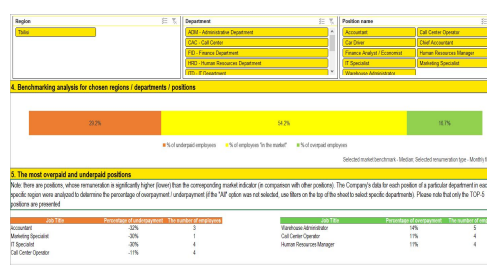 Region
Department
Position name
Tbilisi
ADM - Administrative Department
CAC - Call Center
FID - Finance Department
HRD - Human Resources Department
ITD - IT Department
Accountant
Call Center Operator
Car Driver
Chief Accountant
Finance Analyst / Economist
Human Resources Manager
IT Specialist
Marketing Specialist
Warehouse Administrator
4. Benchmarking analysis for chosen regions / departments / positions
29.2%
54.2%
16.7%
% of underpaid employees
% of employees "in the market"
% of overpaid employees
Selected market benchmark - Median, Selected remuneration type - Monthly f
5. The most overpaid and underpaid positions
Note: there are positions, whose remuneration is significantly higher (lower) than the corresponding market indicator (in comparison with other positions). The Company's data for each position of a particular department in eac
specific region were analyzed to determine the percentage of overpayment / underpayment (if the "All" option was not selected, use filters on the top of the sheet to select specific departments). Please note that only the TOP-5
positions are presented
Job Title Percentage of underpayment The number of employees
Accountant -32% 3
Marketing Specialist -30% 1
IT Specialist -30% 4
Call Center Operator -11% 4
Job Title Percentage of overpayment The number of emp
Warehouse Administrator 14% 5
Call Center Operator 11% 4
Human Resources Manager 11% 4